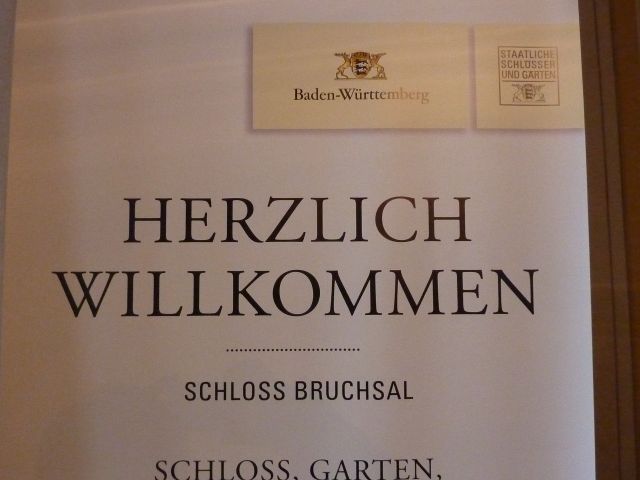 Baden-Württemberg
STAATLICHE
SCHLÖSSER
UND GÄRTEN
HERZLICH
WILLKOMMEN
SCHLOSS BRUCHSAL
SCHLOSS, GARTEN,